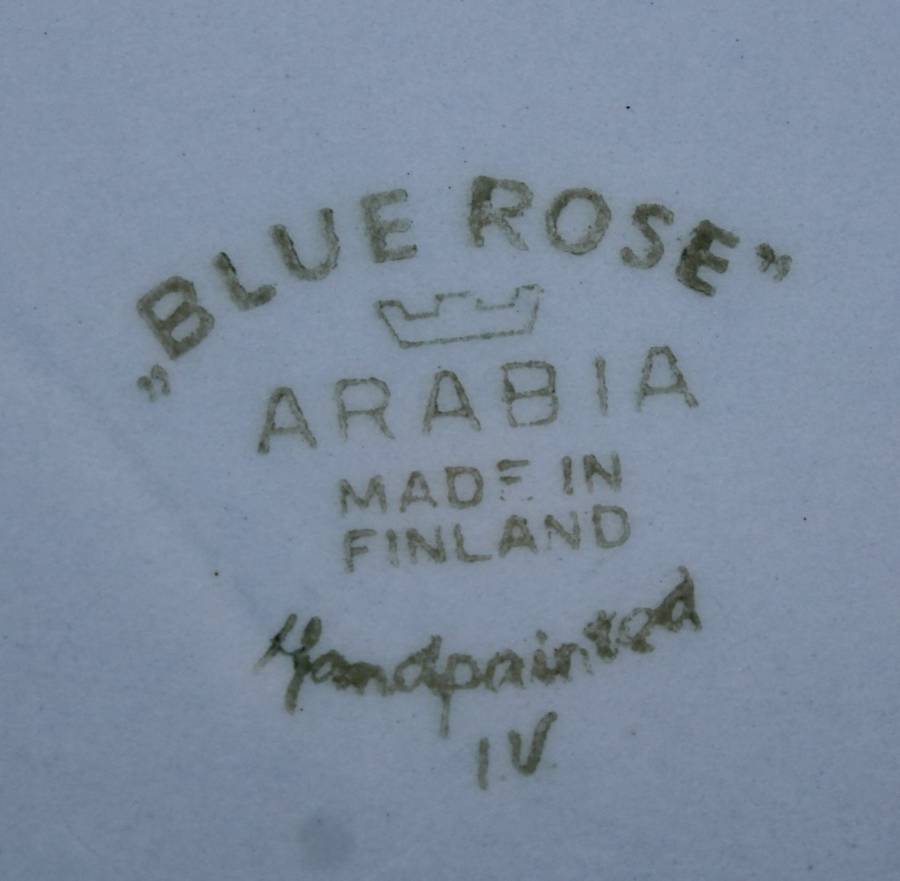 „BLUE ROSE”
ARABIA
MADE IN
FINLAND
Handpainted
IV